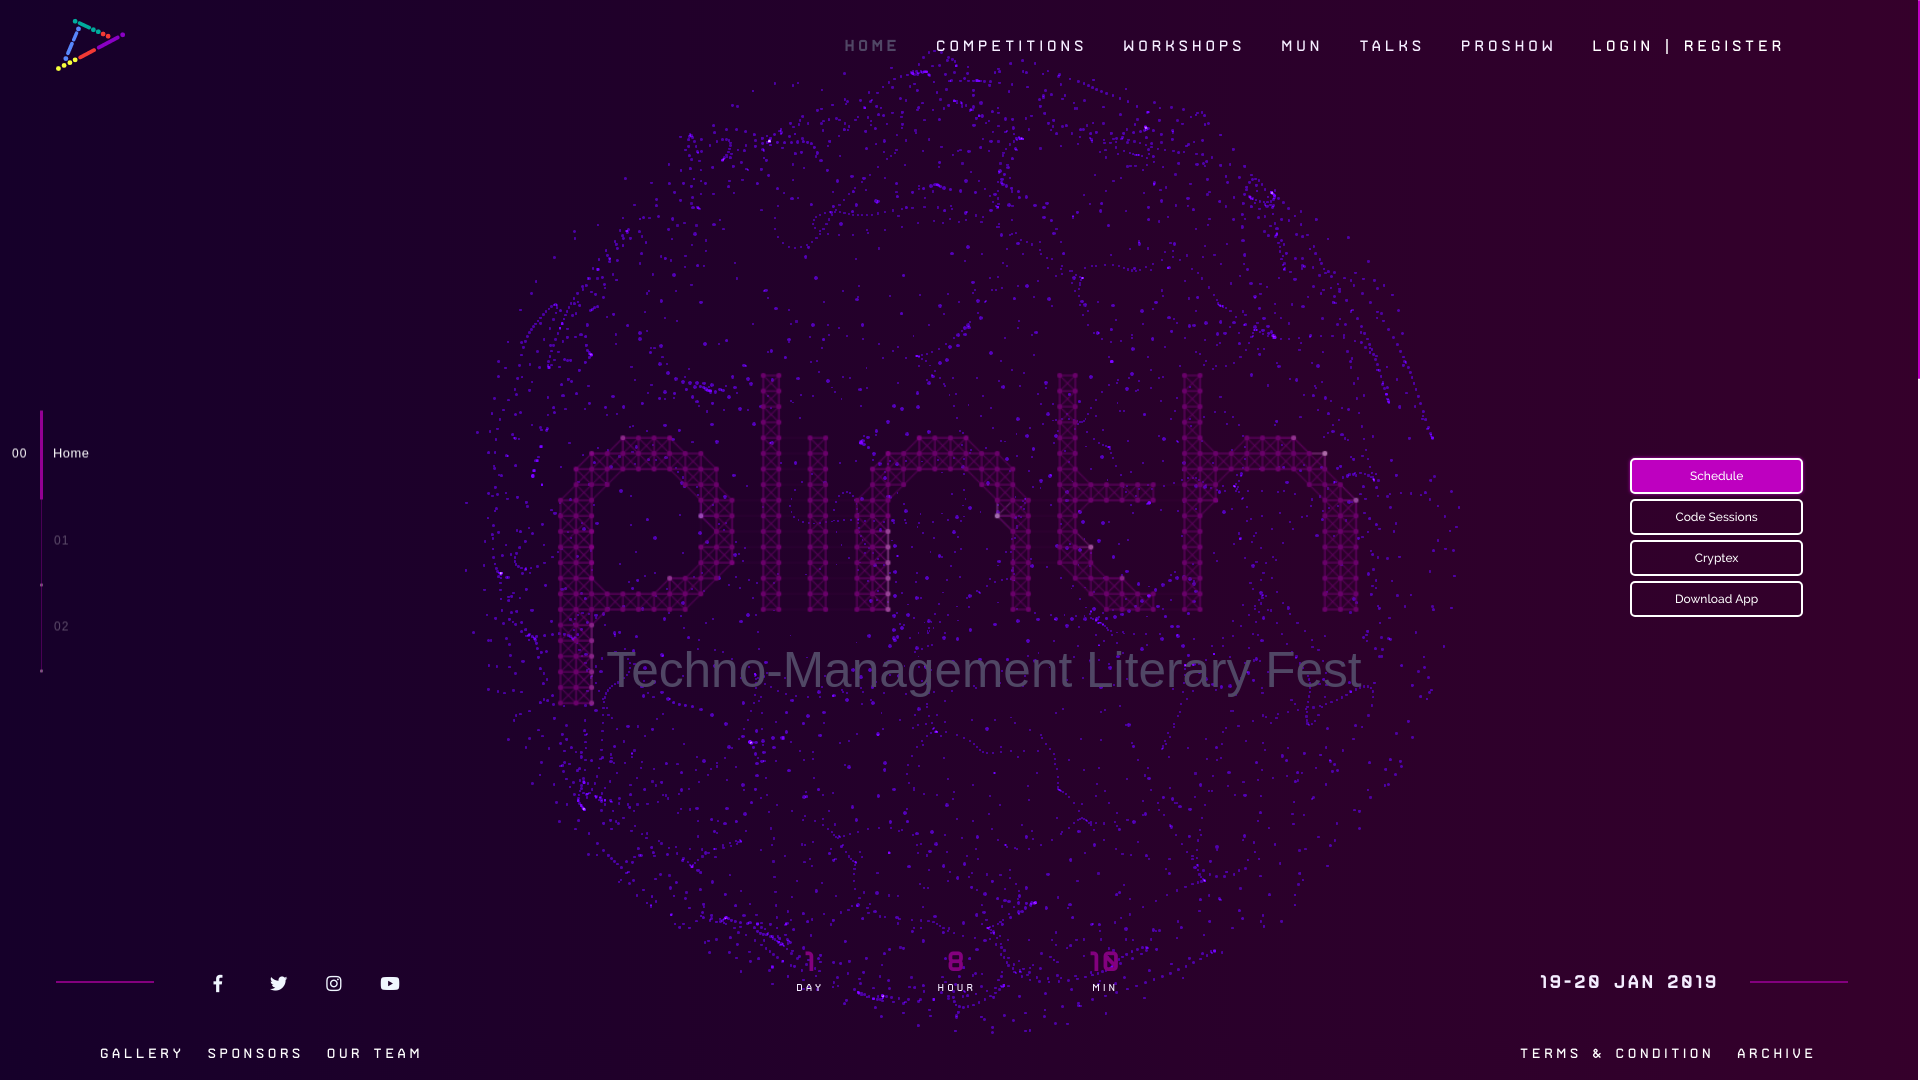 HOME COMPETITIONS WORKSHOPS MUN TALKS PROSHOW LOGIN | REGISTER
00 Home
01
02
plinth
Techno-Management Literary Fest
Schedule
Code Sessions
Cryptex
Download App
1 8 10
DAY HOUR MIN
19-20 JAN 2019
GALLERY SPONSORS OUR TEAM
TERMS & CONDITION ARCHIVE